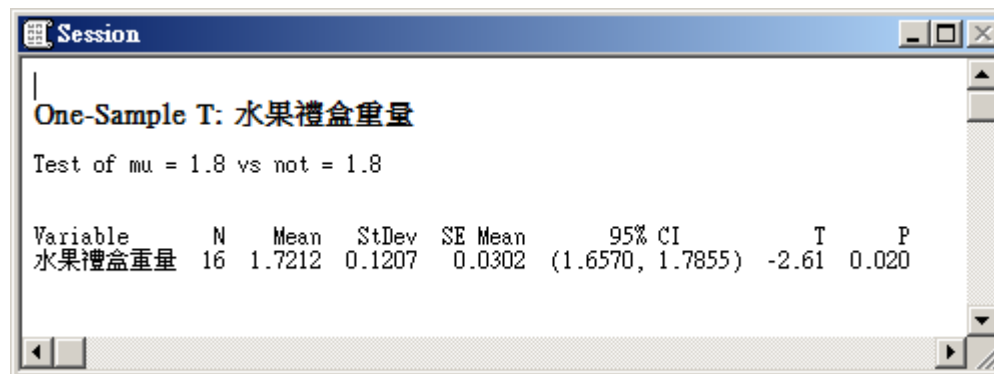 Session
One-Sample T: 水果禮盒重量
Test of mu = 1.8 vs not = 1.8
Variable N Mean StDev SE Mean 95% CI T P
水果禮盒重量 16 1.7212 0.1207 0.0302 (1.6570, 1.7855) -2.61 0.020